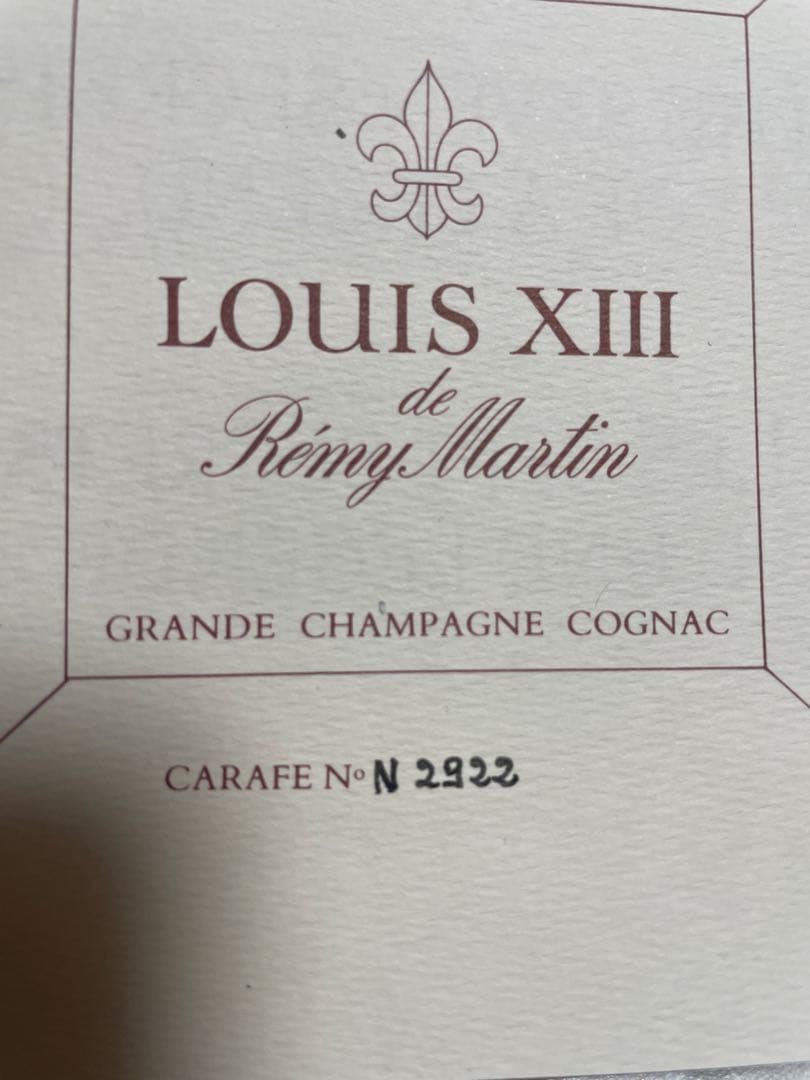 LOUIS XIII
de
Rémy Martin
GRANDE CHAMPAGNE COGNAC
CARAFE Nº N 2922